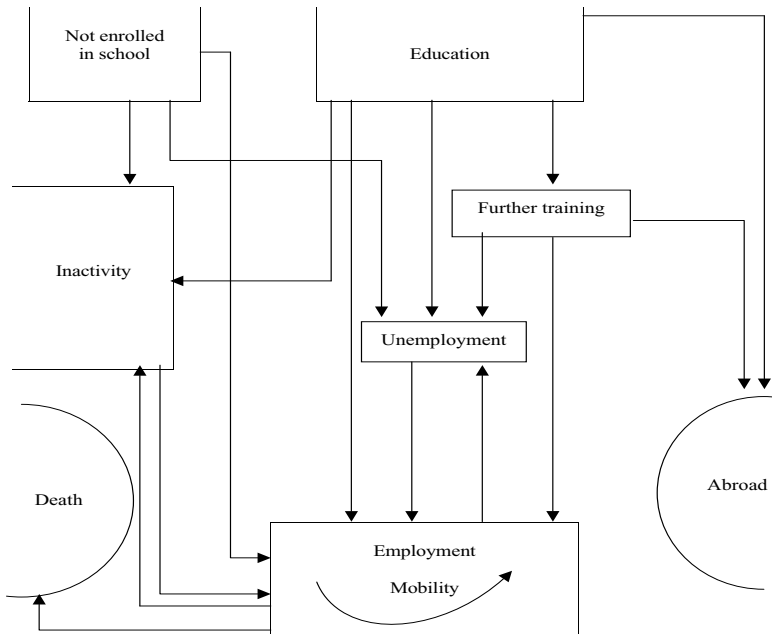 Not enrolled
in school
Education
Further training
Inactivity
Unemployment
Death
Abroad
Employment
Mobility